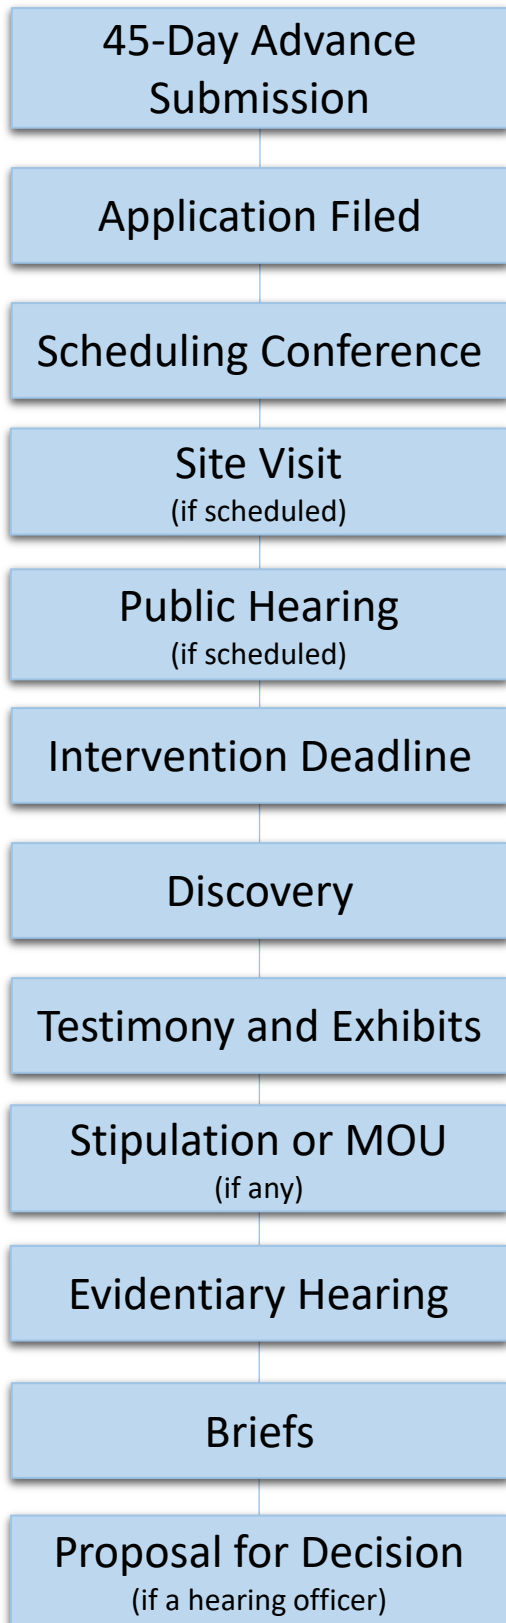 45-Day Advance
Submission
Application Filed
Scheduling Conference
Site Visit
(if scheduled)
Public Hearing
(if scheduled)
Intervention Deadline
Discovery
Testimony and Exhibits
Stipulation or MOU
(if any)
Evidentiary Hearing
Briefs
Proposal for Decision
(if a hearing officer)